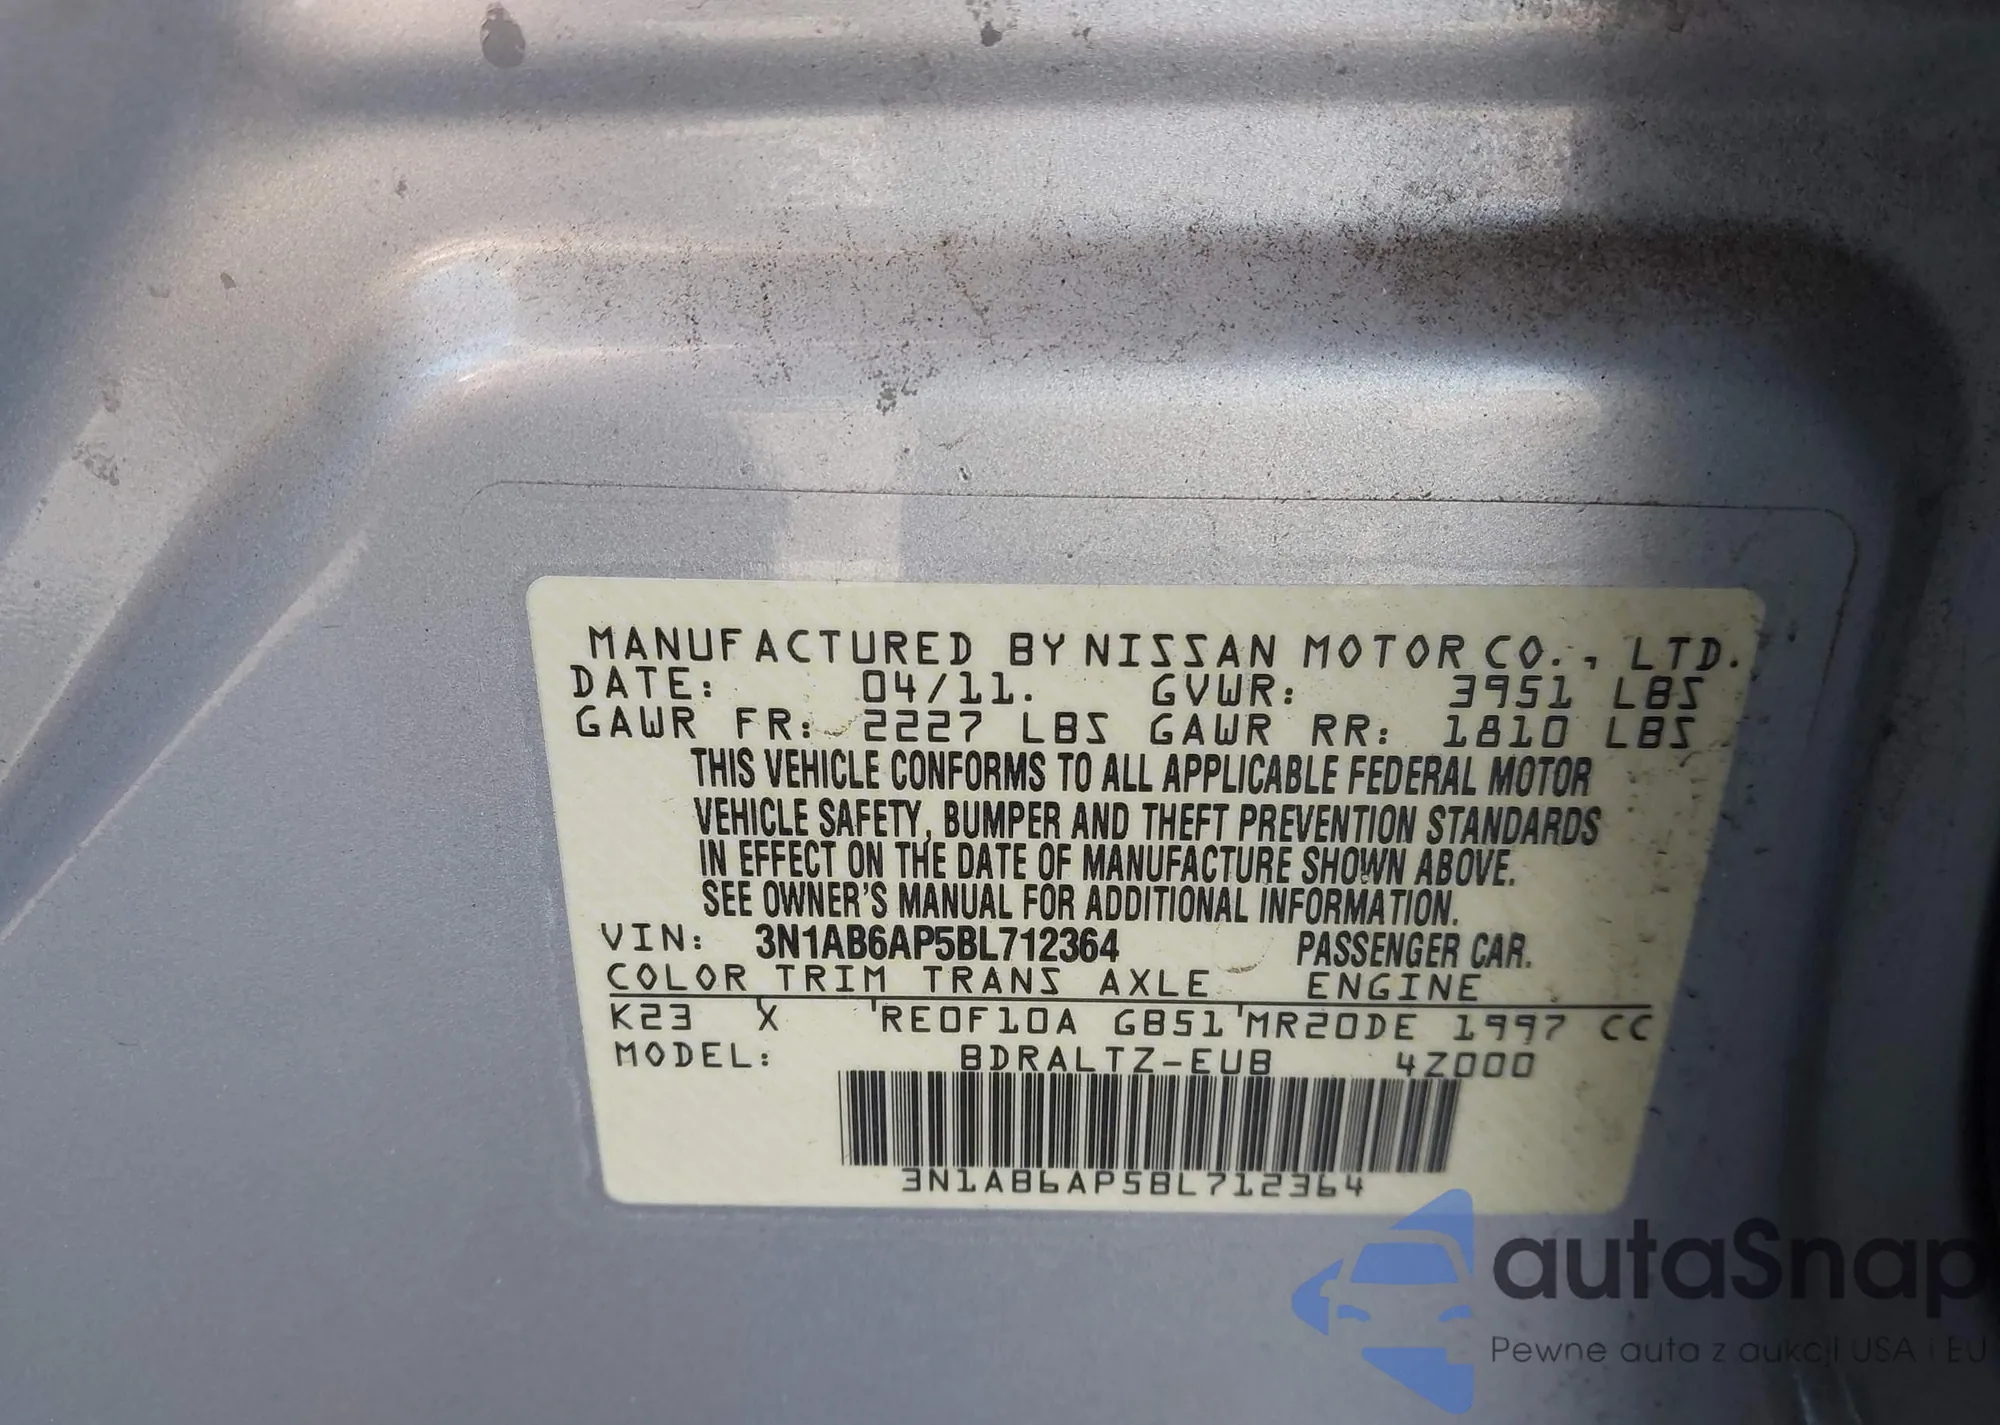 MANUFACTURED BY NISSAN MOTOR CO., LTD.
DATE: 04/11. GVWR: 3951 LBS
GAWR FR: 2227 LBS GAWR RR: 1810 LBS
THIS VEHICLE CONFORMS TO ALL APPLICABLE FEDERAL MOTOR
VEHICLE SAFETY, BUMPER AND THEFT PREVENTION STANDARDS
IN EFFECT ON THE DATE OF MANUFACTURE SHOWN ABOVE.
SEE OWNER'S MANUAL FOR ADDITIONAL INFORMATION.
VIN: 3N1AB6AP5BL712364 PASSENGER CAR.
COLOR TRIM TRANS AXLE ENGINE
K23 X 'RE0F10A GB51'MR20DE 1997 CC
MODEL: BDRALTZ-EUB 4Z000
3N1AB6AP5BL712364
autaSnap
Pewne auta z aukcji USA i EU